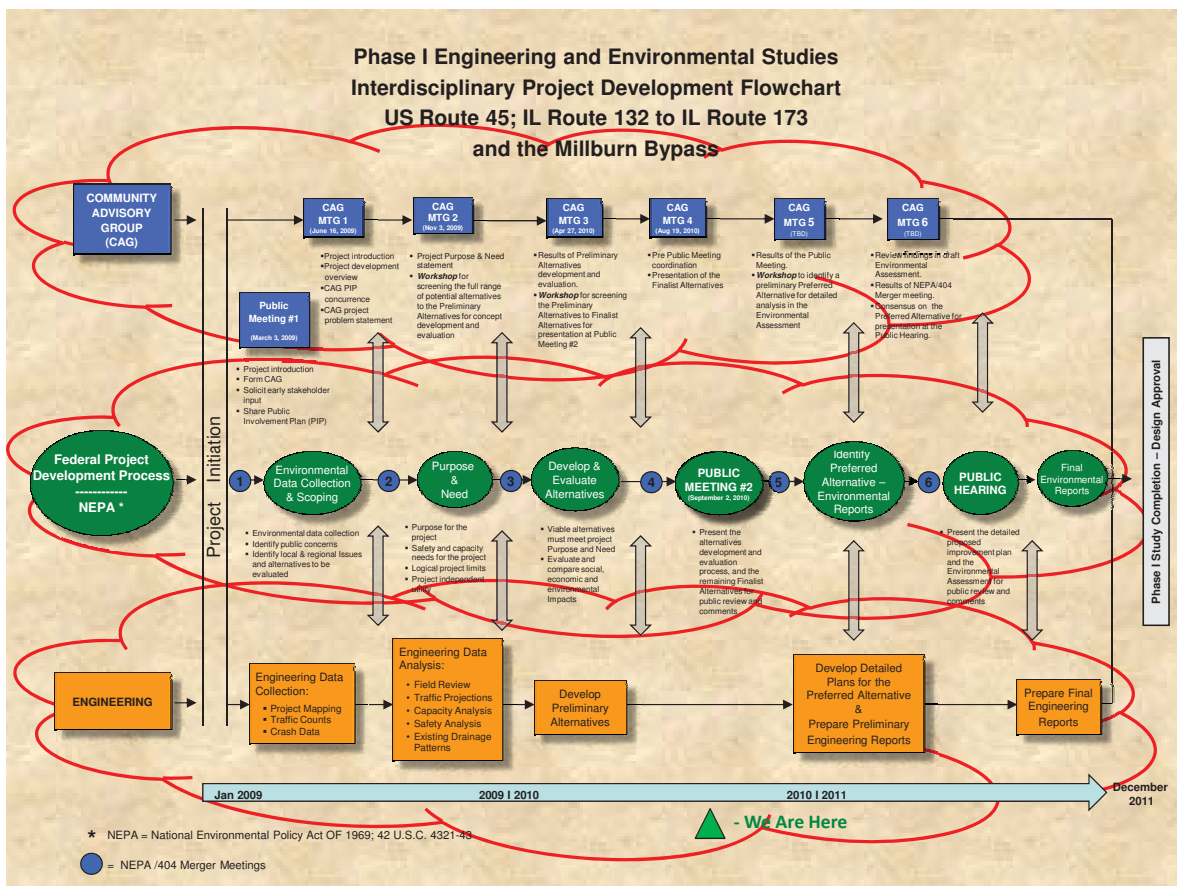 Phase I Engineering and Environmental Studies
Interdisciplinary Project Development Flowchart
US Route 45; IL Route 132 to IL Route 173
and the Millburn Bypass
COMMUNITY
ADVISORY
GROUP
(CAG)
CAG
MTG 1
(June 16, 2009)
CAG
MTG 2
(Nov 3, 2009)
CAG
MTG 3
(Apr 27, 2010)
CAG
MTG 4
(Aug 19, 2010)
CAG
MTG 5
(TBD)
CAG
MTG 6
(TBD)
•Project introduction
•Project development
overview
•CAG PIP
concurrence
•CAG project
problem statement
▪ Project Purpose & Need
statement
▪ Workshop for
screening the full range
of potential alternatives
to the Preliminary
Alternatives for concept
development and
evaluation
▪ Results of Preliminary
Alternatives
development and
evaluation.
▪ Workshop for screening
the Preliminary
Alternatives to Finalist
Alternatives for
presentation at Public
Meeting #2
▪ Pre Public Meeting
coordination
▪ Presentation of the
Finalist Alternatives
▪ Results of the Public
Meeting.
▪ Workshop to identify a
preliminary Preferred
Alternative for detailed
analysis in the
Environmental
Assessment
▪ Review findings in draft
Environmental
Assessment.
▪ Results of NEPA/404
Merger meeting.
▪ Consensus on the
Preferred Alternative for
presentation at the
Public Hearing.
Public
Meeting #1
(March 3, 2009)
▪ Project introduction
▪ Form CAG
▪ Solicit early stakeholder
input
▪ Share Public
Involvement Plan (PIP)
Project Initiation
Federal Project
Development Process
------------
NEPA *
1
Environmental
Data Collection
& Scoping
2
Purpose
&
Need
3
Develop &
Evaluate
Alternatives
4
PUBLIC
MEETING #2
(September 2, 2010)
5
Identify
Preferred
Alternative –
Environmental
Reports
6
PUBLIC
HEARING
Final
Environmental
Reports
Phase I Study Completion – Design Approval
▪ Environmental data collection
▪ Identify public concerns
▪ Identify local & regional Issues
and alternatives to be
evaluated
▪ Purpose for the
project
▪ Safety and capacity
needs for the project
▪ Logical project limits
▪ Project independent
utility
▪ Viable alternatives
must meet project
Purpose and Need
▪ Evaluate and
compare social,
economic and
environmental
Impacts
▪ Present the
alternatives
development and
evaluation
process, and the
remaining Finalist
Alternatives for
public review and
comments
▪ Present the detailed
proposed
improvement plan
and the
Environmental
Assessment for
public review and
comments
ENGINEERING
Engineering Data
Collection:
▪ Project Mapping
▪ Traffic Counts
▪ Crash Data
Engineering Data
Analysis:
▪ Field Review
▪ Traffic Projections
▪ Capacity Analysis
▪ Safety Analysis
▪ Existing Drainage
Patterns
Develop
Preliminary
Alternatives
Develop Detailed
Plans for the
Preferred Alternative
&
Prepare Preliminary
Engineering Reports
Prepare Final
Engineering
Reports
Jan 2009
2009 I 2010
2010 I 2011
December
2011
- We Are Here
* NEPA = National Environmental Policy Act OF 1969; 42 U.S.C. 4321-43
= NEPA /404 Merger Meetings